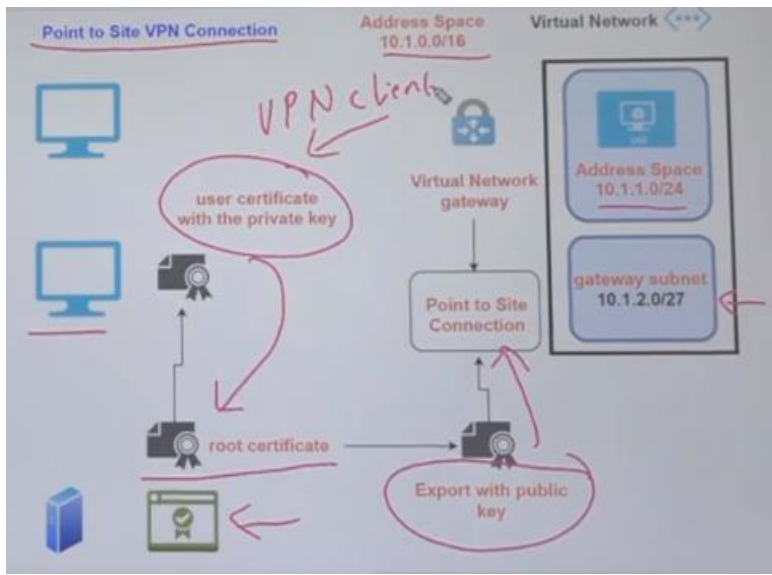 Point to Site VPN Connection
Address Space
10.1.0.0/16
Virtual Network
VPN client
user certificate
with the private key
Virtual Network
gateway
Address Space
10.1.1.0/24
gateway subnet
10.1.2.0/27
Point to Site
Connection
root certificate
Export with public
key